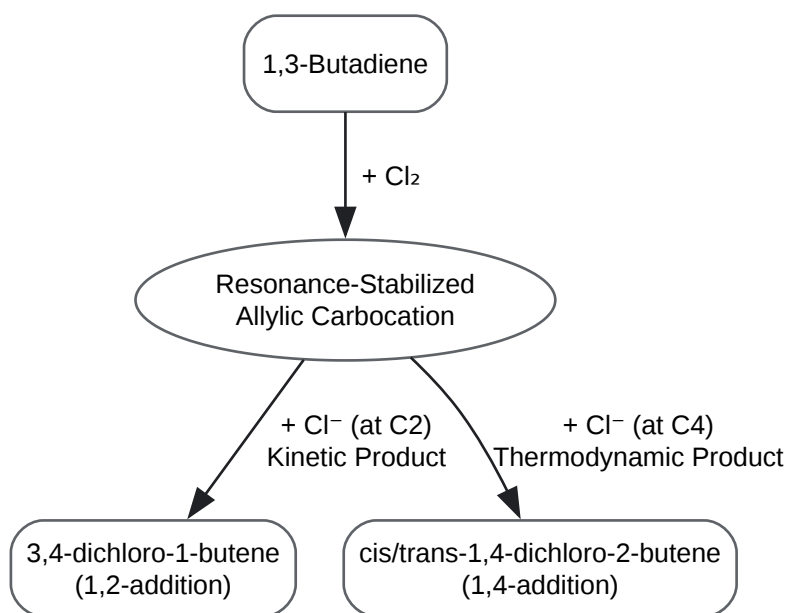 1,3-Butadiene
+ Cl₂
Resonance-Stabilized
Allylic Carbocation
+ Cl⁻ (at C2)
Kinetic Product
+ Cl⁻ (at C4)
Thermodynamic Product
3,4-dichloro-1-butene
(1,2-addition)
cis/trans-1,4-dichloro-2-butene
(1,4-addition)